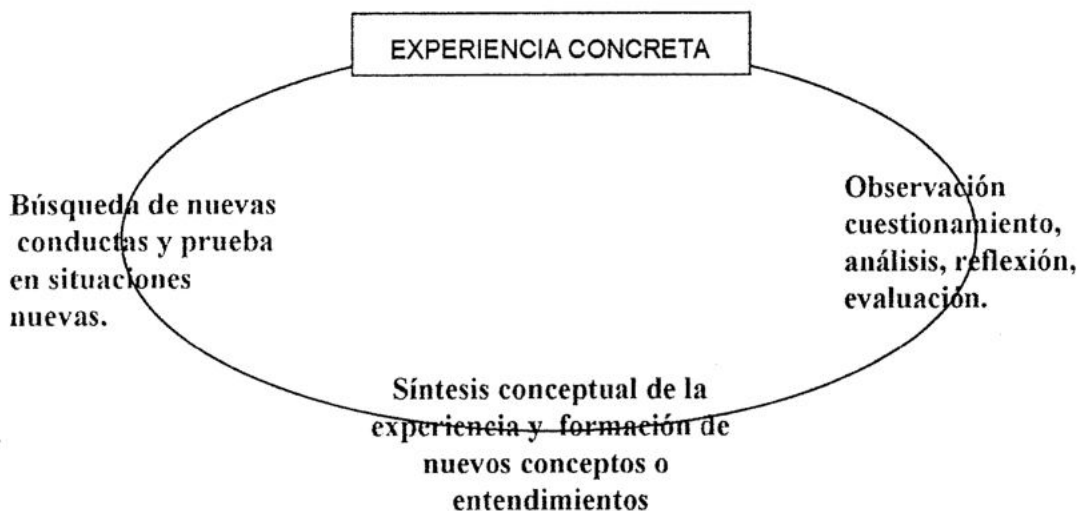 EXPERIENCIA CONCRETA
Observación
cuestionamiento,
análisis, reflexión,
evaluación.
Síntesis conceptual de la
experiencia y formación de
nuevos conceptos o
entendimientos
Búsqueda de nuevas
conductas y prueba
en situaciones
nuevas.